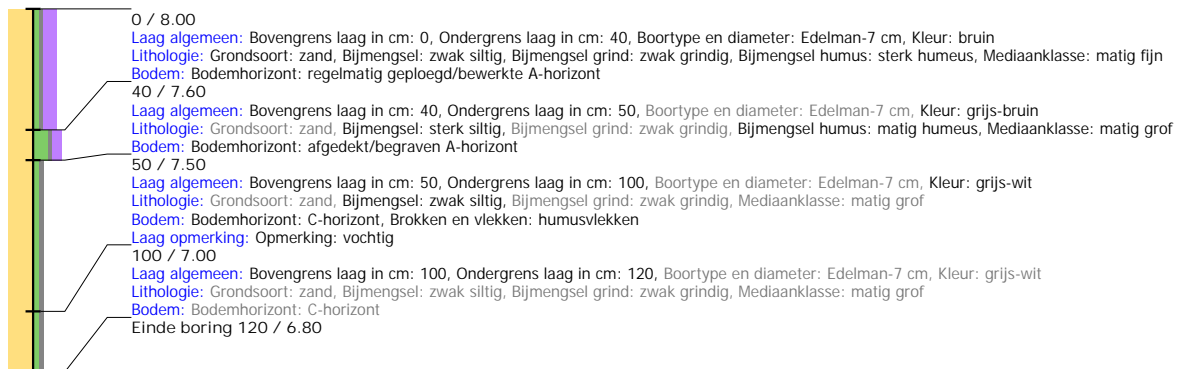 0 / 8.00
Laag algemeen: Bovengrens laag in cm: 0, Ondergrens laag in cm: 40, Boortype en diameter: Edelman-7 cm, Kleur: bruin
Lithologie: Grondsoort: zand, Bijmengsel: zwak siltig, Bijmengsel grind: zwak grindig, Bijmengsel humus: sterk humeus, Mediaanklasse: matig fijn
Bodem: Bodemhorizont: regelmatig geploegd/bewerkte A-horizont
40 / 7.60
Laag algemeen: Bovengrens laag in cm: 40, Ondergrens laag in cm: 50, Boortype en diameter: Edelman-7 cm, Kleur: grijs-bruin
Lithologie: Grondsoort: zand, Bijmengsel: sterk siltig, Bijmengsel grind: zwak grindig, Bijmengsel humus: matig humeus, Mediaanklasse: matig grof
Bodem: Bodemhorizont: afgedekt/begraven A-horizont
50 / 7.50
Laag algemeen: Bovengrens laag in cm: 50, Ondergrens laag in cm: 100, Boortype en diameter: Edelman-7 cm, Kleur: grijs-wit
Lithologie: Grondsoort: zand, Bijmengsel: zwak siltig, Bijmengsel grind: zwak grindig, Mediaanklasse: matig grof
Bodem: Bodemhorizont: C-horizont, Brokken en vlekken: humusvlekken
Laag opmerking: Opmerking: vochtig
100 / 7.00
Laag algemeen: Bovengrens laag in cm: 100, Ondergrens laag in cm: 120, Boortype en diameter: Edelman-7 cm, Kleur: grijs-wit
Lithologie: Grondsoort: zand, Bijmengsel: zwak siltig, Bijmengsel grind: zwak grindig, Mediaanklasse: matig grof
Bodem: Bodemhorizont: C-horizont
Einde boring 120 / 6.80